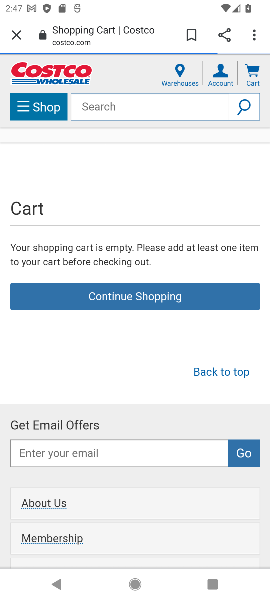 2:47
Shopping Cart | Costco
costco.com
COSTCO
WHOLESALE
Warehouses
Account
Cart
Shop
Search
Cart
Your shopping cart is empty. Please add at least one item
to your cart before checking out.
Continue Shopping
Back to top
Get Email Offers
Enter your email
Go
About Us
Membership